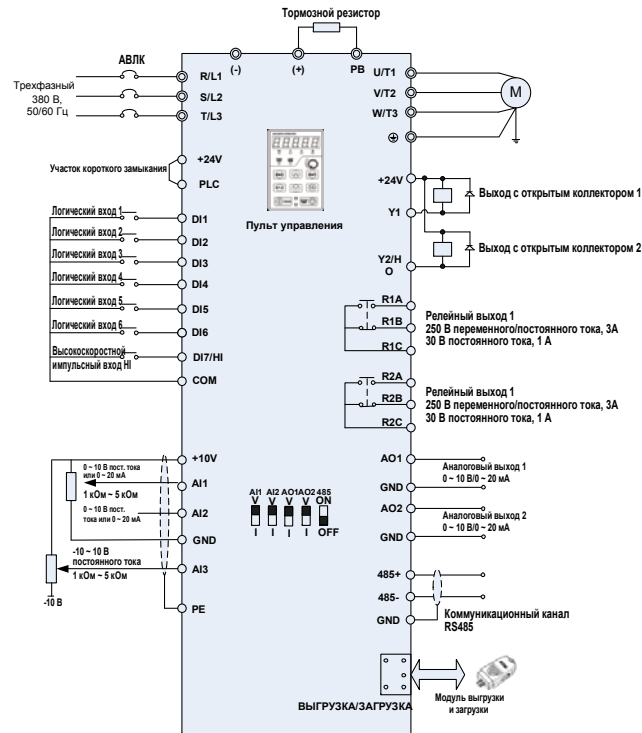 Тормозной резистор
АВЛК
(-)
(+)
PB
Трехфазный
380 В,
50/60 Гц
R/L1
S/L2
T/L3
U/T1
V/T2
W/T3
M
+24V
PLC
Участок короткого замыкания
Пульт управления
+24V
Y1
Y2/H
O
Выход с открытым коллектором 1
Выход с открытым коллектором 2
Логический вход 1
DI1
Логический вход 2
DI2
Логический вход 3
DI3
Логический вход 4
DI4
Логический вход 5
DI5
Логический вход 6
DI6
Высокоскоростной
импульсный вход HI
DI7/HI
COM
R1A
R1B
R1C
Релейный выход 1
250 В переменного/постоянного тока, 3А
30 В постоянного тока, 1 А
R2A
R2B
R2C
Релейный выход 1
250 В переменного/постоянного тока, 3А
30 В постоянного тока, 1 А
+10V
0 ~ 10 В пост. тока
или 0 ~ 20 мА
AI1
1 кОм ~ 5 кОм
0 ~ 10 В пост.
тока или 0 ~ 20 мА
AI2
GND
-10 ~ 10 В
постоянного тока
AI3
1 кОм ~ 5 кОм
-10 В
PE
AI1 AI2 AO1 AO2 485
V V V V ON
I I I I OFF
AO1
GND
Аналоговый выход 1
0 ~ 10 В/0 ~ 20 мА
AO2
GND
Аналоговый выход 2
0 ~ 10 В/0 ~ 20 мА
485+
485-
GND
Коммуникационный канал
RS485
ВЫГРУЗКА/ЗАГРУЗКА
Модуль выгрузки
и загрузки